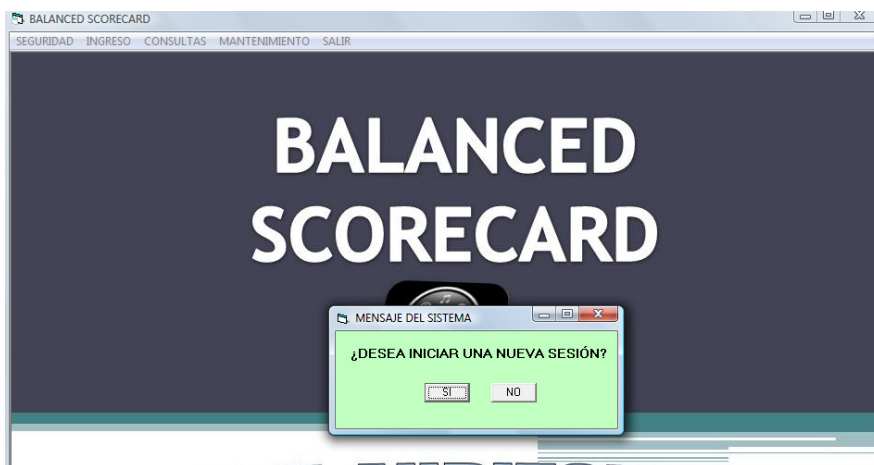 BALANCED SCORECARD
SEGURIDAD INGRESO CONSULTAS MANTENIMIENTO SALIR
BALANCED
SCORECARD
MENSAJE DEL SISTEMA
¿DESEA INICIAR UNA NUEVA SESIÓN?
SI NO